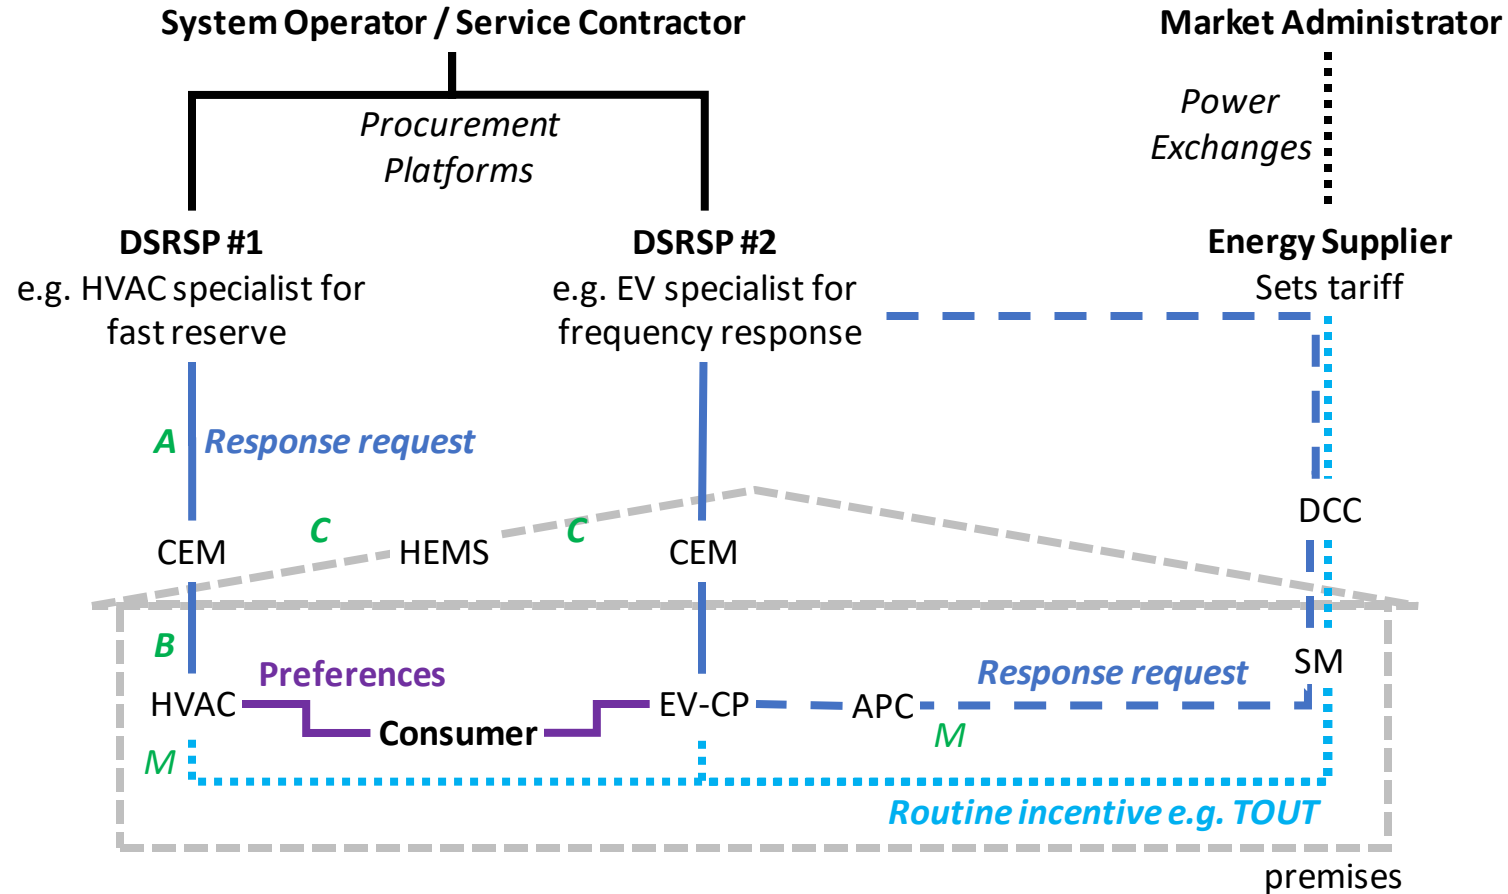 System Operator / Service Contractor
Market Administrator
Procurement
Platforms
Power
Exchanges
DSRSP #1
e.g. HVAC specialist for
fast reserve
DSRSP #2
e.g. EV specialist for
frequency response
Energy Supplier
Sets tariff
A
Response request
DCC
C
C
CEM
HEMS
CEM
B
Preferences
Response request
SM
HVAC
Consumer
EV-CP
APC
M
M
Routine incentive e.g. TOUT
premises